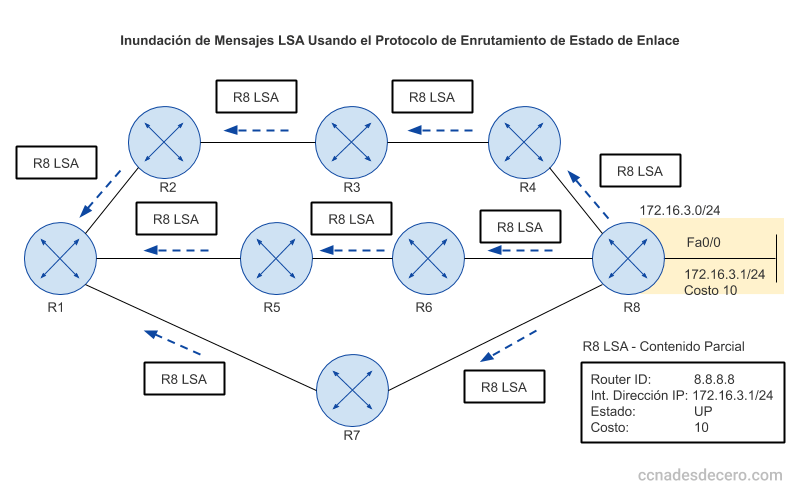 Inundación de Mensajes LSA Usando el Protocolo de Enrutamiento de Estado de Enlace
R8 LSA
R8 LSA
R8 LSA
R8 LSA
R2
R3
R4
172.16.3.0/24
R8 LSA
R8 LSA
R8 LSA
Fa0/0
172.16.3.1/24
Costo 10
R1
R5
R6
R8
R8 LSA
R8 LSA
R7
R8 LSA - Contenido Parcial
Router ID: 8.8.8.8
Int. Dirección IP: 172.16.3.1/24
Estado: UP
Costo: 10
ccnadesdecero.com